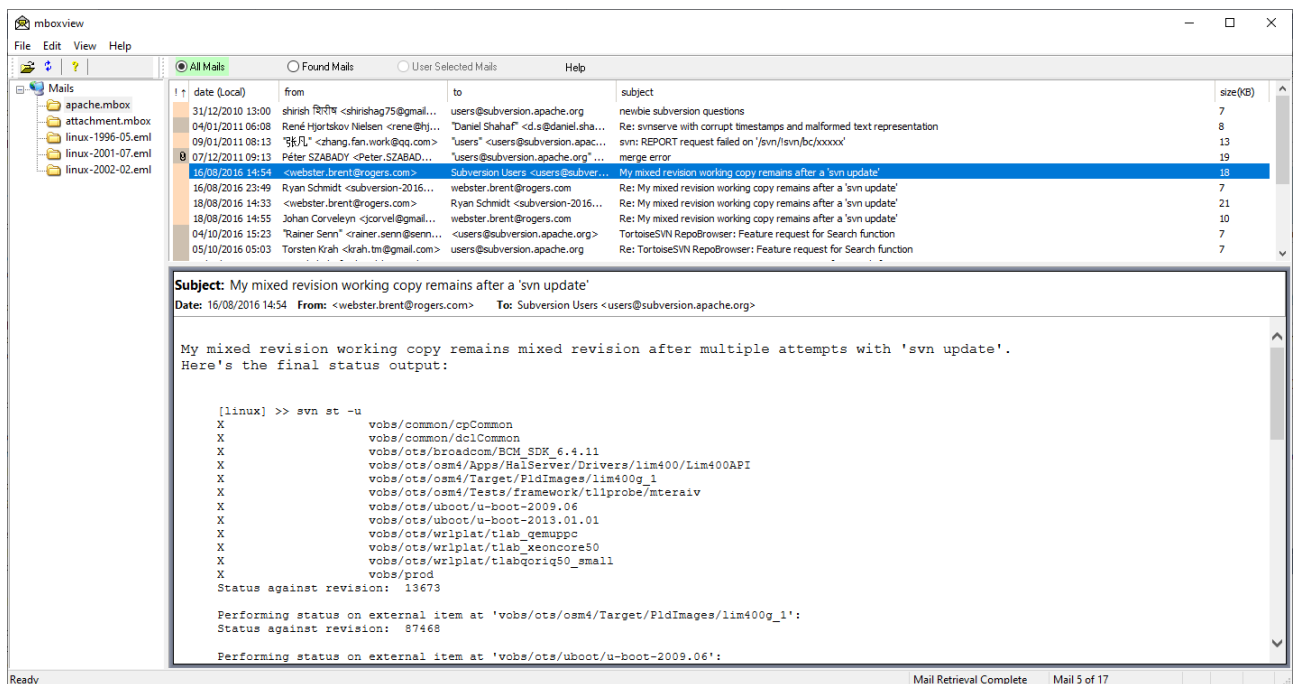 mboxview
File Edit View Help
All Mails Found Mails User Selected Mails Help
Mails
apache.mbox
attachment.mbox
linux-1996-05.eml
linux-2001-07.eml
linux-2002-02.eml
! ↑ date (Local) from to subject size(KB)
31/12/2010 13:00 shirish शिरीष <shirishag75@gmail... users@subversion.apache.org newbie subversion questions 7
04/01/2011 06:08 René Hjortskov Nielsen <rene@hj... "Daniel Shahaf" <d.s@daniel.sha... Re: svnserve with corrupt timestamps and malformed text representation 8
09/01/2011 08:13 "张凡" <zhang.fan.work@qq.com> "users" <users@subversion.apac... svn: REPORT request failed on '/svn/!svn/bc/xxxxx' 13
07/12/2011 09:13 Péter SZABADY <Peter.SZABAD... "users@subversion.apache.org" ... merge error 19
16/08/2016 14:54 <webster.brent@rogers.com> Subversion Users <users@subver... My mixed revision working copy remains after a 'svn update' 18
16/08/2016 23:49 Ryan Schmidt <subversion-2016... webster.brent@rogers.com Re: My mixed revision working copy remains after a 'svn update' 7
18/08/2016 14:33 <webster.brent@rogers.com> Ryan Schmidt <subversion-2016... Re: My mixed revision working copy remains after a 'svn update' 21
18/08/2016 14:55 Johan Corveleyn <jcorvel@gmail... webster.brent@rogers.com Re: My mixed revision working copy remains after a 'svn update' 10
04/10/2016 15:23 "Rainer Senn" <rainer.senn@senn... <users@subversion.apache.org> TortoiseSVN RepoBrowser: Feature request for Search function 7
05/10/2016 05:03 Torsten Krah <krah.tm@gmail.com> users@subversion.apache.org Re: TortoiseSVN RepoBrowser: Feature request for Search function 7
Subject: My mixed revision working copy remains after a 'svn update'
Date: 16/08/2016 14:54 From: <webster.brent@rogers.com> To: Subversion Users <users@subversion.apache.org>
My mixed revision working copy remains mixed revision after multiple attempts with 'svn update'.
Here's the final status output:
[linux] >> svn st -u
X vobs/common/cpCommon
X vobs/common/dclCommon
X vobs/ots/broadcom/BCM_SDK_6.4.11
X vobs/ots/osm4/Apps/HalServer/Drivers/lim400/Lim400API
X vobs/ots/osm4/Target/PldImages/lim400g_1
X vobs/ots/osm4/Tests/framework/tl1probe/mteraiv
X vobs/ots/uboot/u-boot-2009.06
X vobs/ots/uboot/u-boot-2013.01.01
X vobs/ots/wrlplat/tlab_qemuppc
X vobs/ots/wrlplat/tlab_xeoncore50
X vobs/ots/wrlplat/tlabqoriq50_small
X vobs/prod
Status against revision: 13673
Performing status on external item at 'vobs/ots/osm4/Target/PldImages/lim400g_1':
Status against revision: 87468
Performing status on external item at 'vobs/ots/uboot/u-boot-2009.06':
Ready Mail Retrieval Complete Mail 5 of 17